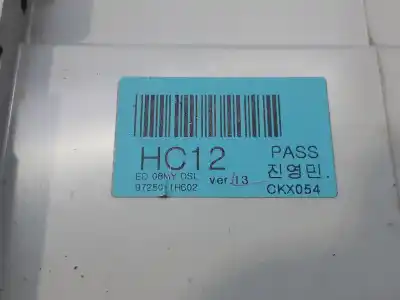 HC12
PASS
ED 08MY DSL
ver. 13
진영민
97250-1H602
CKX054